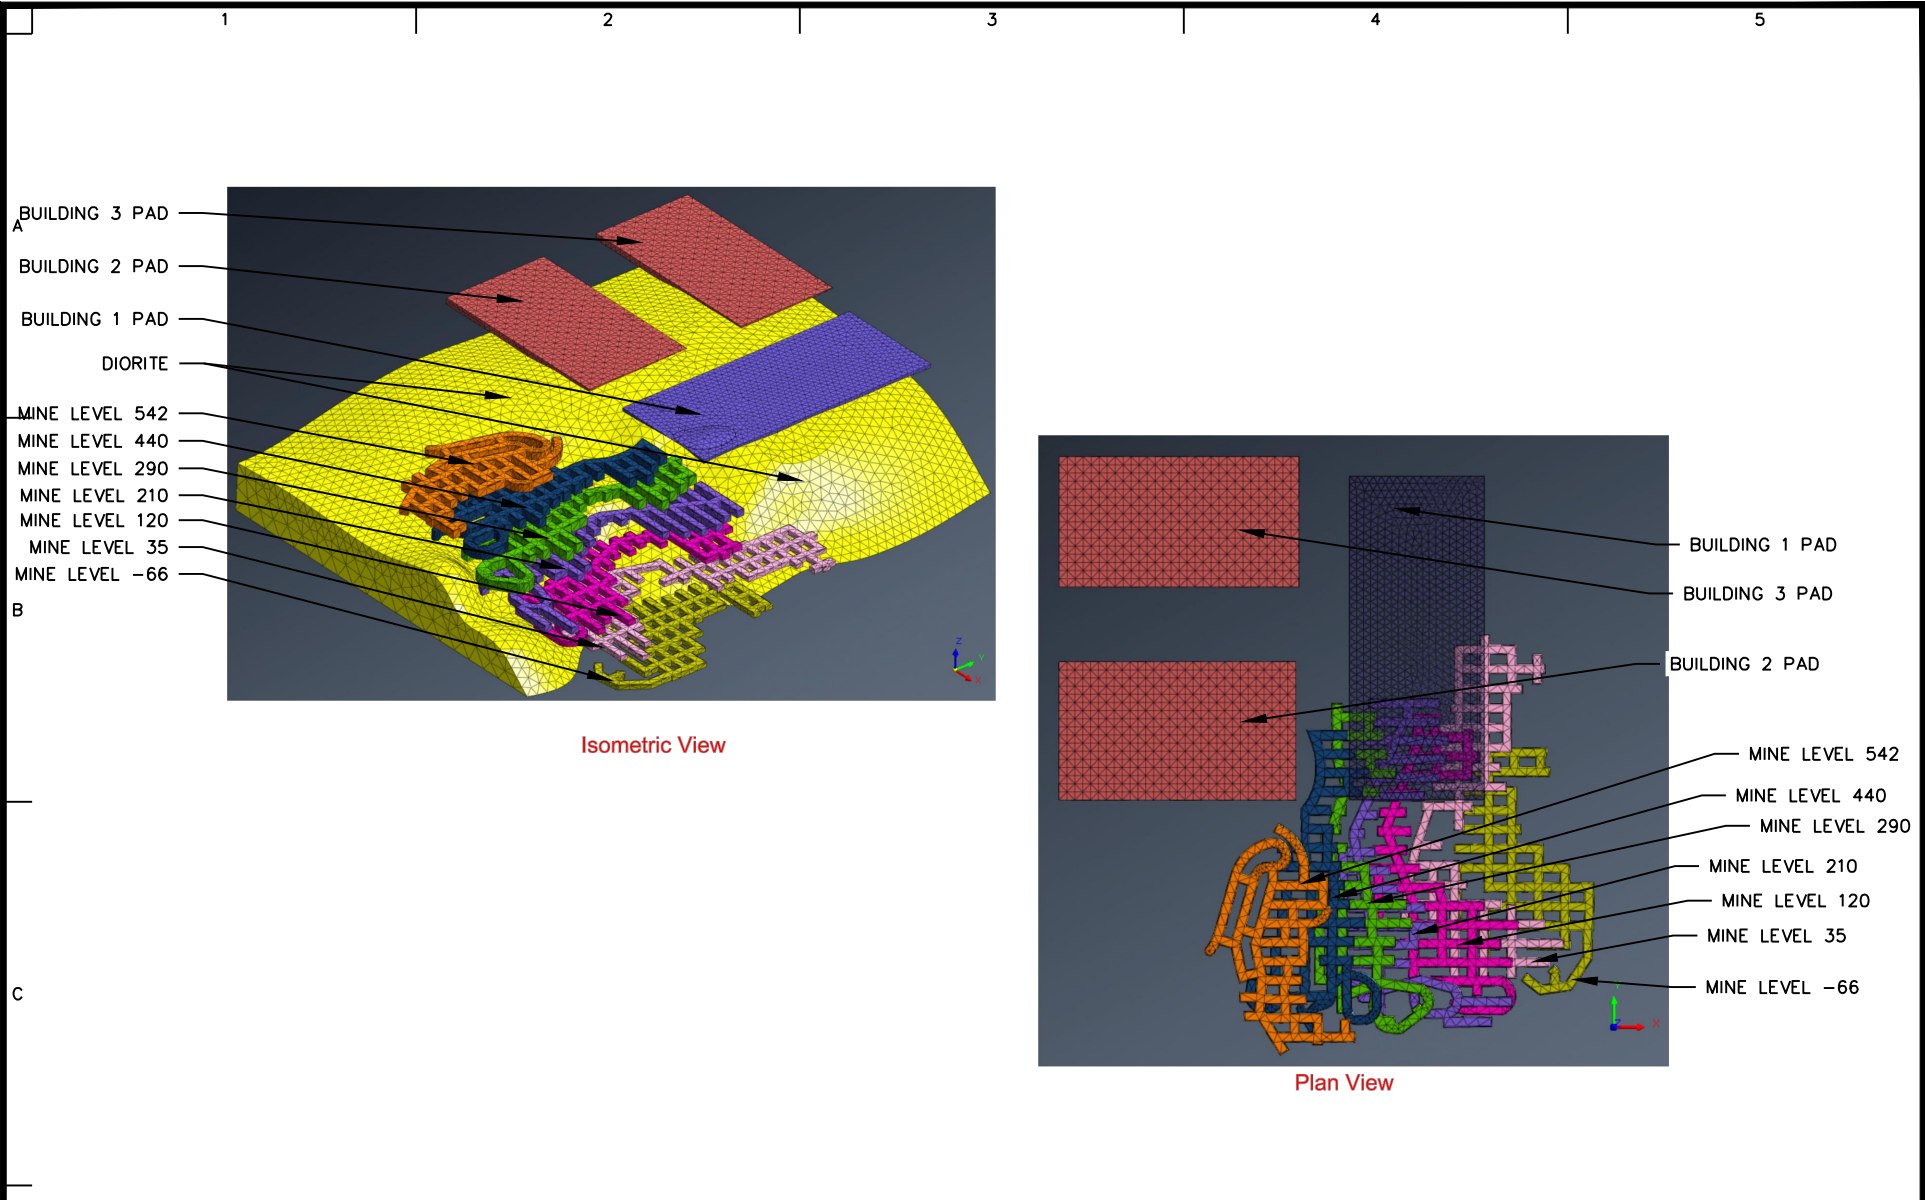 1 2 3 4 5
A
BUILDING 3 PAD
BUILDING 2 PAD
BUILDING 1 PAD
DIORITE
MINE LEVEL 542
MINE LEVEL 440
MINE LEVEL 290
MINE LEVEL 210
MINE LEVEL 120
MINE LEVEL 35
MINE LEVEL -66
B
Z
Y
X
Isometric View
BUILDING 1 PAD
BUILDING 3 PAD
BUILDING 2 PAD
MINE LEVEL 542
MINE LEVEL 440
MINE LEVEL 290
MINE LEVEL 210
MINE LEVEL 120
MINE LEVEL 35
MINE LEVEL -66
C
Y
Z
X
Plan View